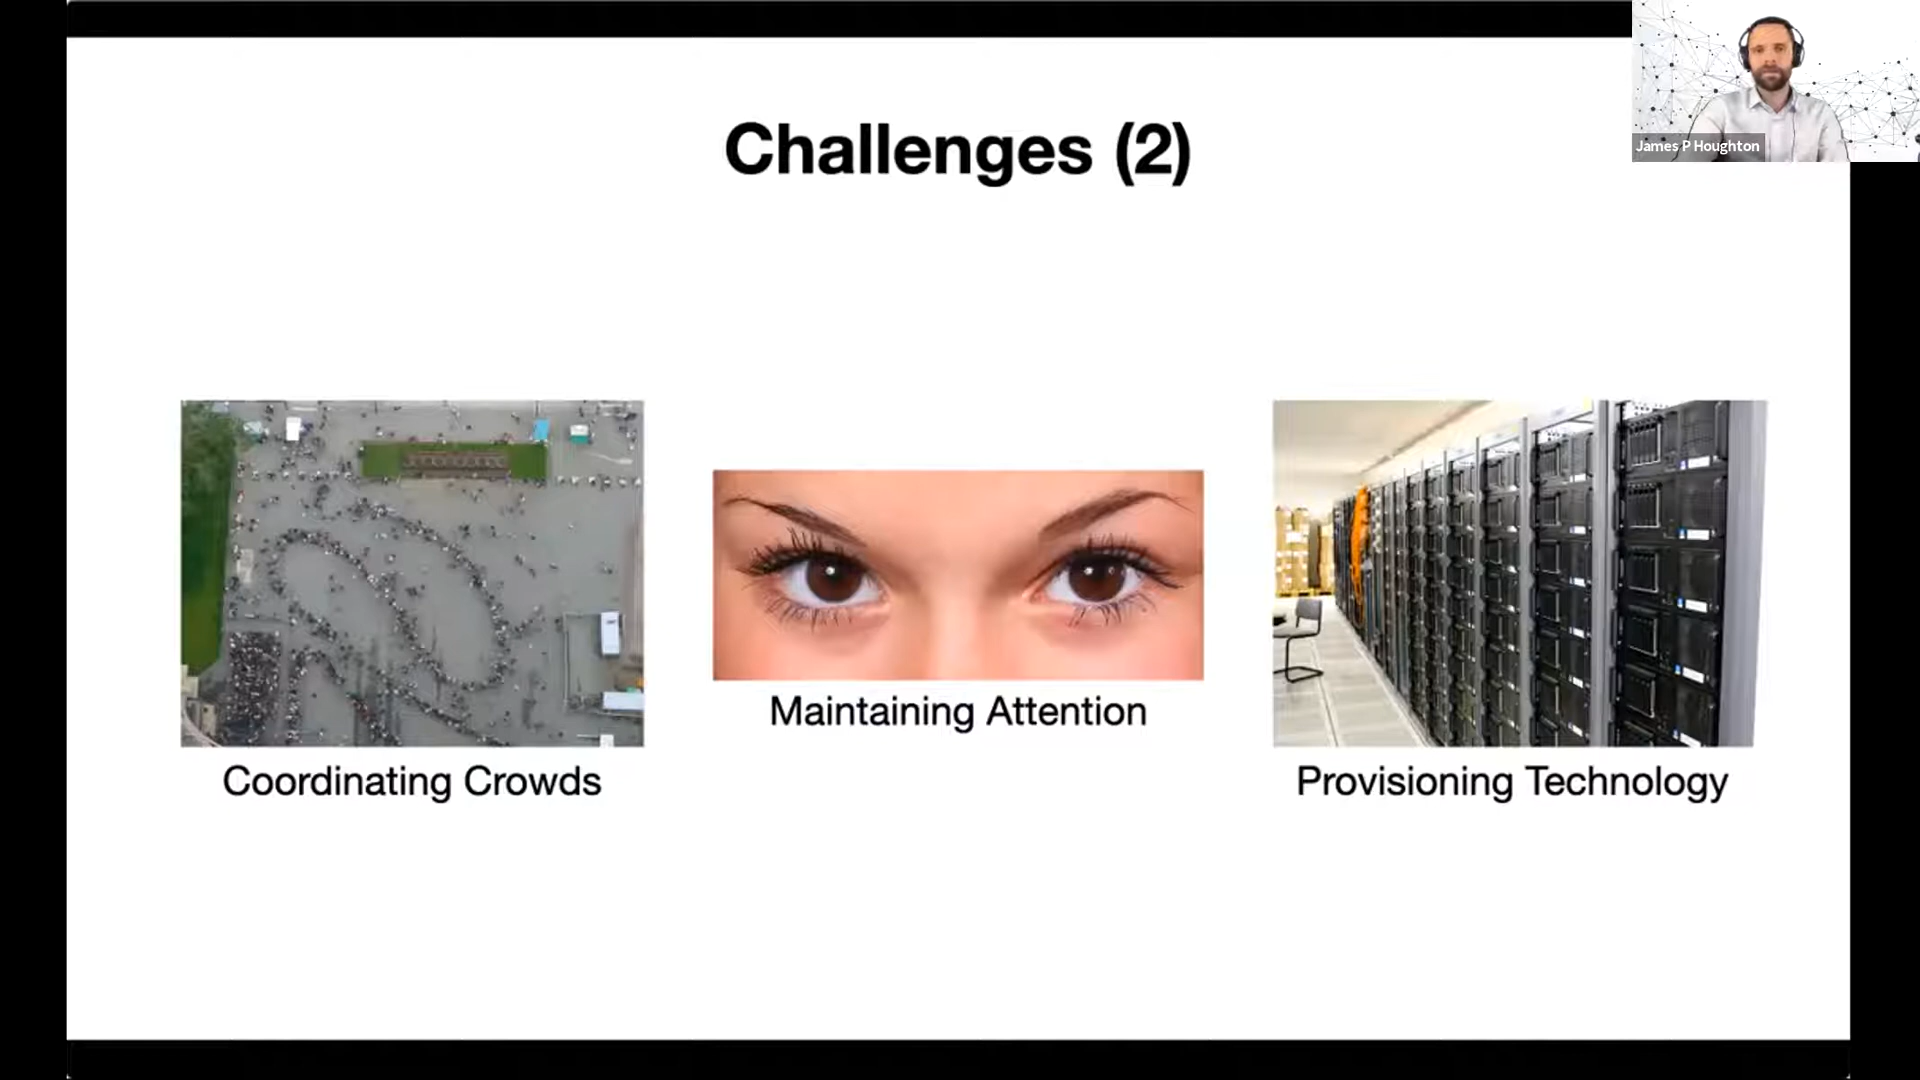 Challenges (2)
James P Houghton
Coordinating Crowds
Maintaining Attention
Provisioning Technology